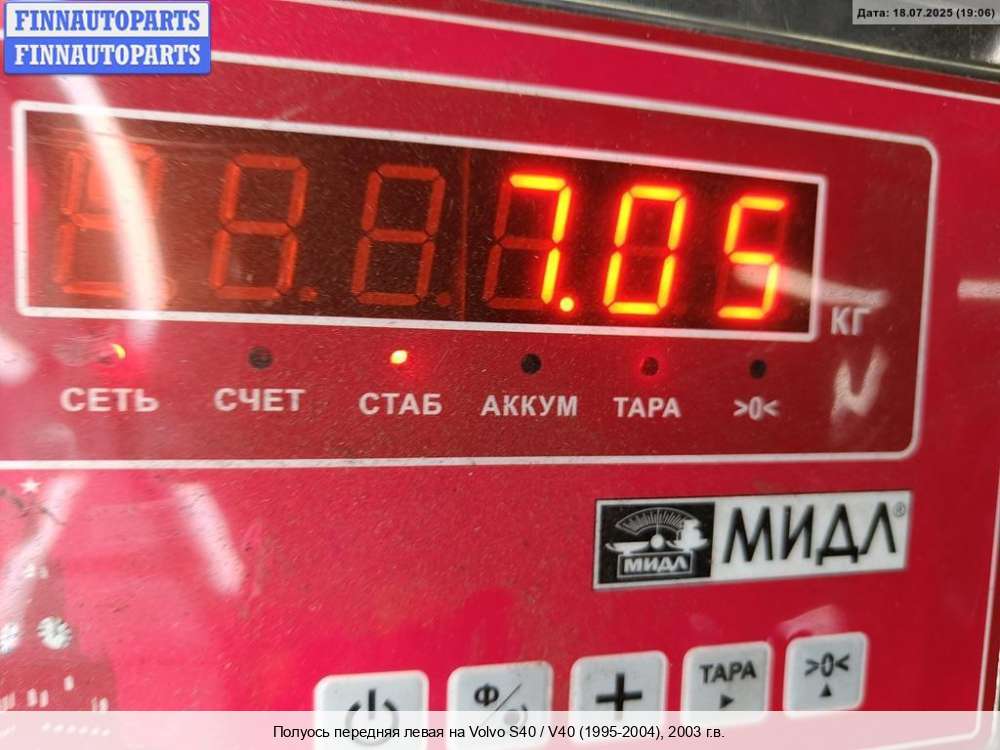 FINNAUTOPARTS
FINNAUTOPARTS
Дата: 18.07.2025 (19:06)
7.05
КГ
СЕТЬ СЧЕТ СТАБ АККУМ ТАРА >0<
МИДЛ МИДЛ®
Ф + ТАРА >0<
Полуось передняя левая на Volvo S40 / V40 (1995-2004), 2003 г.в.